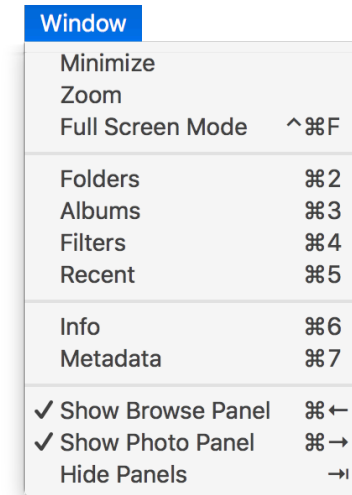 Window
Minimize
Zoom
Full Screen Mode ^⌘F
Folders ⌘2
Albums ⌘3
Filters ⌘4
Recent ⌘5
Info ⌘6
Metadata ⌘7
✓ Show Browse Panel ⌘←
✓ Show Photo Panel ⌘→
Hide Panels ⇥